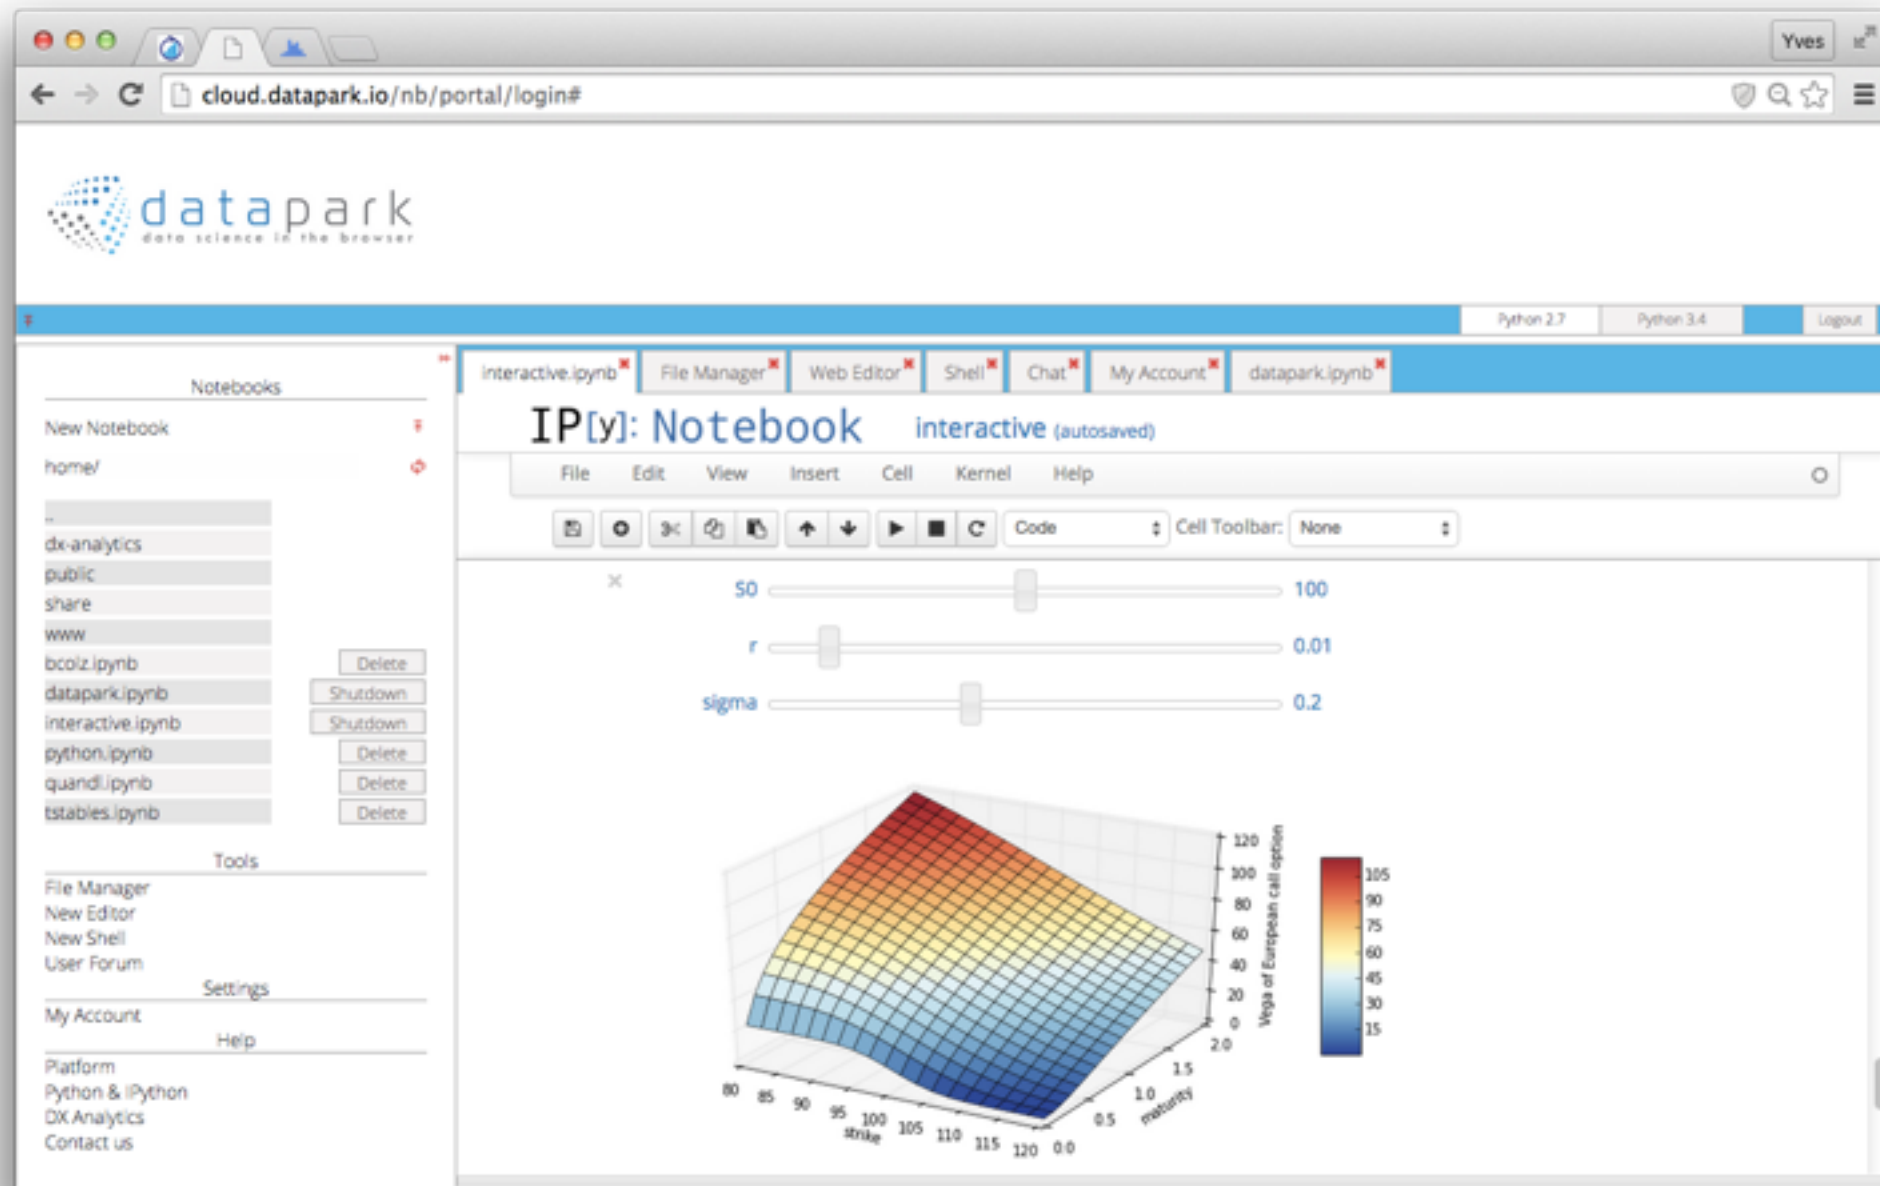 Yves
cloud.datapark.io/nb/portal/login#
datapark
data science in the browser
Python 2.7
Python 3.4
Logout
interactive.ipynb
File Manager
Web Editor
Shell
Chat
My Account
datapark.ipynb
Notebooks
New Notebook
home/
..
dx-analytics
public
share
www
bcolz.ipynb Delete
datapark.ipynb Shutdown
interactive.ipynb Shutdown
python.ipynb Delete
quandl.ipynb Delete
tstables.ipynb Delete
Tools
File Manager
New Editor
New Shell
User Forum
Settings
My Account
Help
Platform
Python & IPython
DX Analytics
Contact us
IP[y]: Notebook interactive (autosaved)
File Edit View Insert Cell Kernel Help
Code Cell Toolbar: None
S0 100
r 0.01
sigma 0.2
120
100
80
60
40
20
0
Vega of European call option
105
90
75
60
45
30
15
2.0
1.5
1.0
0.5
0.0
maturity
80 85 90 95 100 105 110 115 120
strike